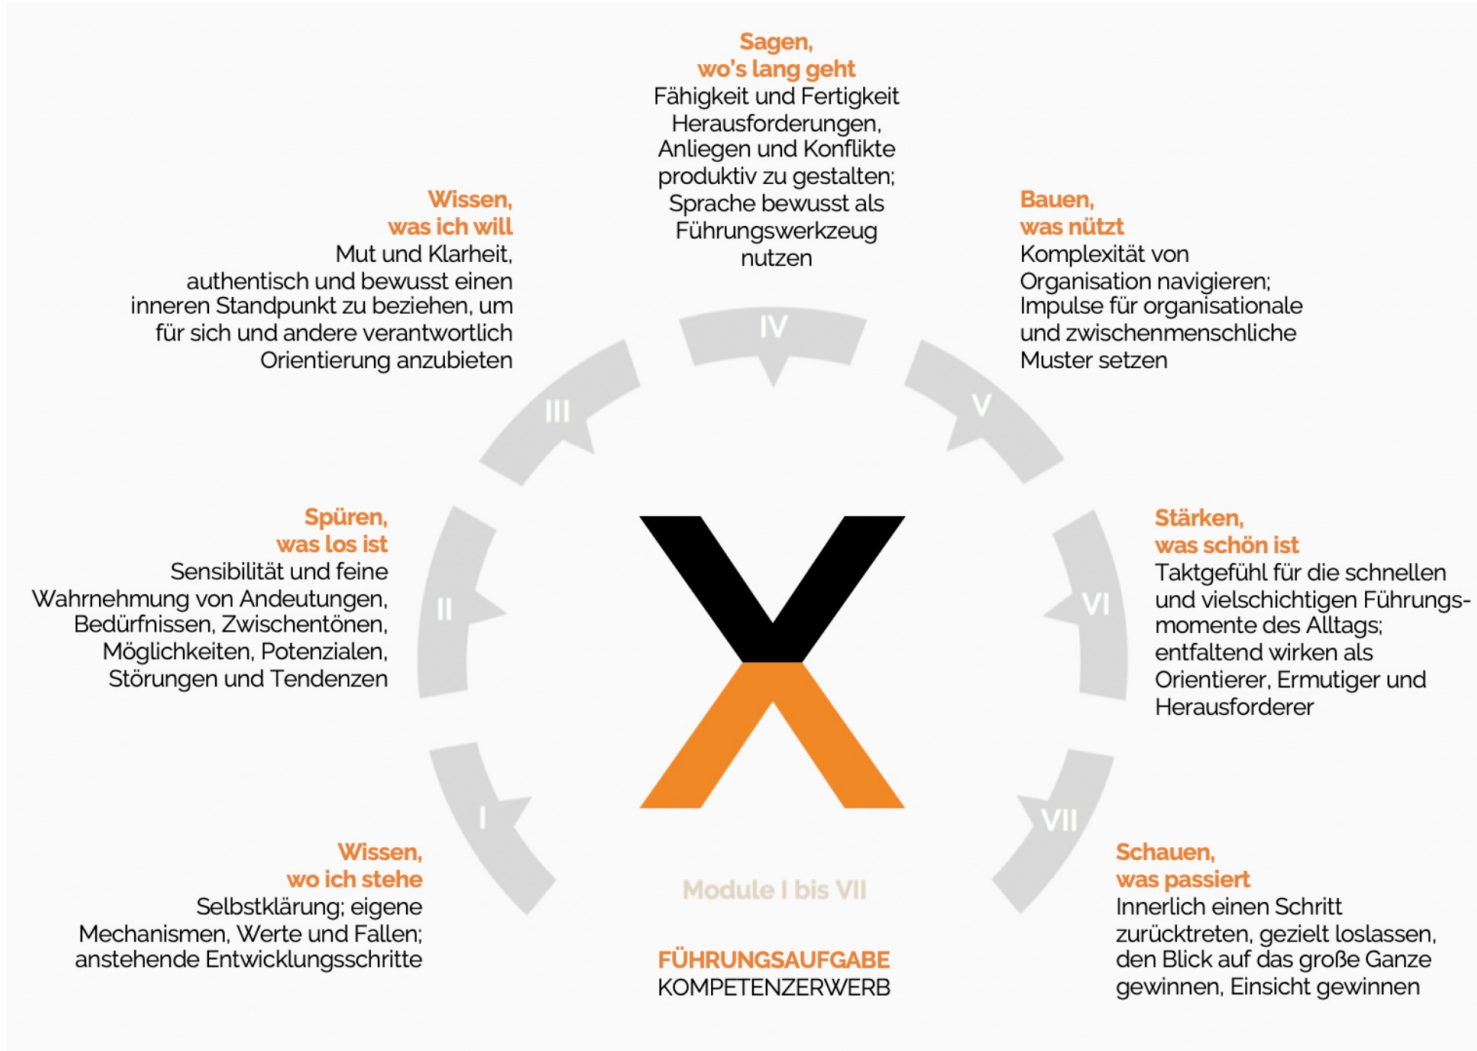 Sagen,
wo's lang geht
Fähigkeit und Fertigkeit
Herausforderungen,
Anliegen und Konflikte
produktiv zu gestalten;
Sprache bewusst als
Führungswerkzeug
nutzen
Wissen,
was ich will
Mut und Klarheit,
authentisch und bewusst einen
inneren Standpunkt zu beziehen, um
für sich und andere verantwortlich
Orientierung anzubieten
Bauen,
was nützt
Komplexität von
Organisation navigieren;
Impulse für organisationale
und zwischenmenschliche
Muster setzen
IV
III
V
Spüren,
was los ist
Sensibilität und feine
Wahrnehmung von Andeutungen,
Bedürfnissen, Zwischentönen,
Möglichkeiten, Potenzialen,
Störungen und Tendenzen
II
X
VI
Stärken,
was schön ist
Taktgefühl für die schnellen
und vielschichtigen Führungs-
momente des Alltags;
entfaltend wirken als
Orientierer, Ermutiger und
Herausforderer
I
VII
Wissen,
wo ich stehe
Selbstklärung; eigene
Mechanismen, Werte und Fallen;
anstehende Entwicklungsschritte
Module I bis VII
FÜHRUNGSAUFGABE
KOMPETENZERWERB
Schauen,
was passiert
Innerlich einen Schritt
zurücktreten, gezielt loslassen,
den Blick auf das große Ganze
gewinnen, Einsicht gewinnen